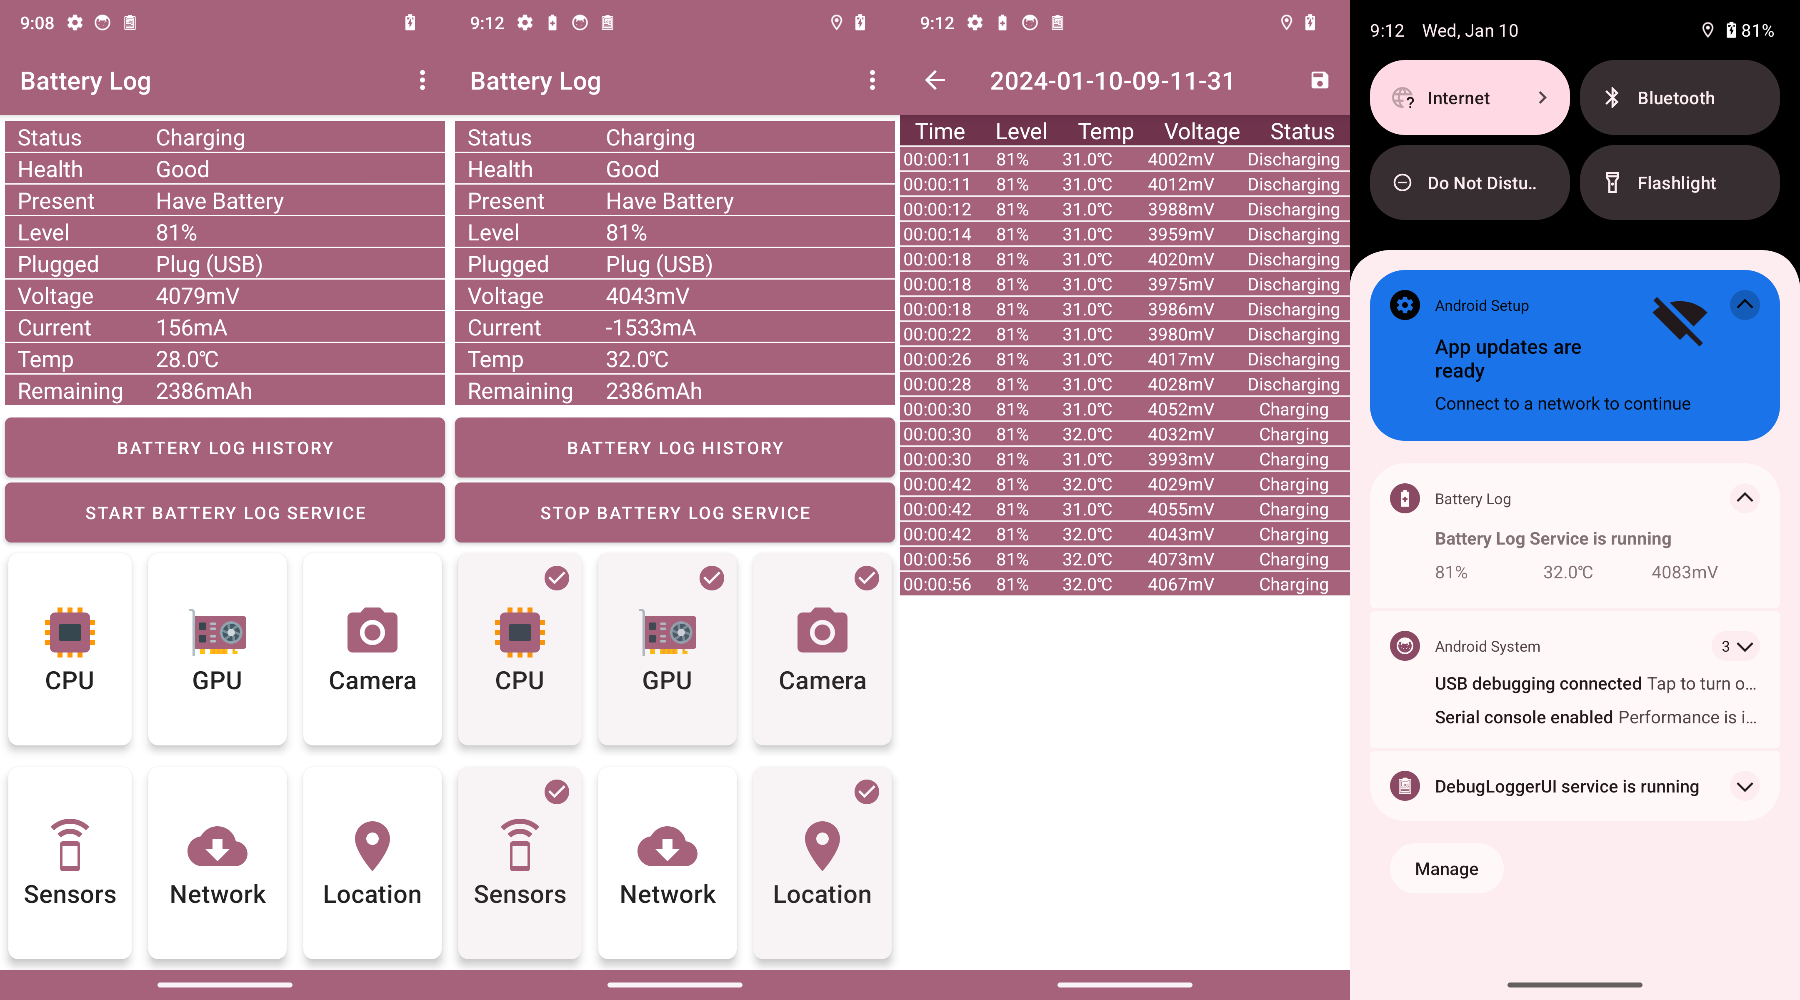 9:08
Battery Log
Status Charging
Health Good
Present Have Battery
Level 81%
Plugged Plug (USB)
Voltage 4079mV
Current 156mA
Temp 28.0℃
Remaining 2386mAh
BATTERY LOG HISTORY
START BATTERY LOG SERVICE
CPU GPU Camera
Sensors Network Location
9:12
Battery Log
Status Charging
Health Good
Present Have Battery
Level 81%
Plugged Plug (USB)
Voltage 4043mV
Current -1533mA
Temp 32.0℃
Remaining 2386mAh
BATTERY LOG HISTORY
STOP BATTERY LOG SERVICE
CPU GPU Camera
Sensors Network Location
9:12
2024-01-10-09-11-31
Time Level Temp Voltage Status
00:00:11 81% 31.0℃ 4002mV Discharging
00:00:11 81% 31.0℃ 4012mV Discharging
00:00:12 81% 31.0℃ 3988mV Discharging
00:00:14 81% 31.0℃ 3959mV Discharging
00:00:18 81% 31.0℃ 4020mV Discharging
00:00:18 81% 31.0℃ 3975mV Discharging
00:00:18 81% 31.0℃ 3986mV Discharging
00:00:22 81% 31.0℃ 3980mV Discharging
00:00:26 81% 31.0℃ 4017mV Discharging
00:00:28 81% 31.0℃ 4028mV Discharging
00:00:30 81% 31.0℃ 4052mV Charging
00:00:30 81% 32.0℃ 4032mV Charging
00:00:30 81% 31.0℃ 3993mV Charging
00:00:42 81% 32.0℃ 4029mV Charging
00:00:42 81% 31.0℃ 4055mV Charging
00:00:42 81% 32.0℃ 4043mV Charging
00:00:56 81% 32.0℃ 4073mV Charging
00:00:56 81% 32.0℃ 4067mV Charging
9:12 Wed, Jan 10 81%
Internet Bluetooth
Do Not Distu.. Flashlight
Android Setup
App updates are
ready
Connect to a network to continue
Battery Log
Battery Log Service is running
81% 32.0℃ 4083mV
Android System 3
USB debugging connected Tap to turn o...
Serial console enabled Performance is i...
DebugLoggerUI service is running
Manage